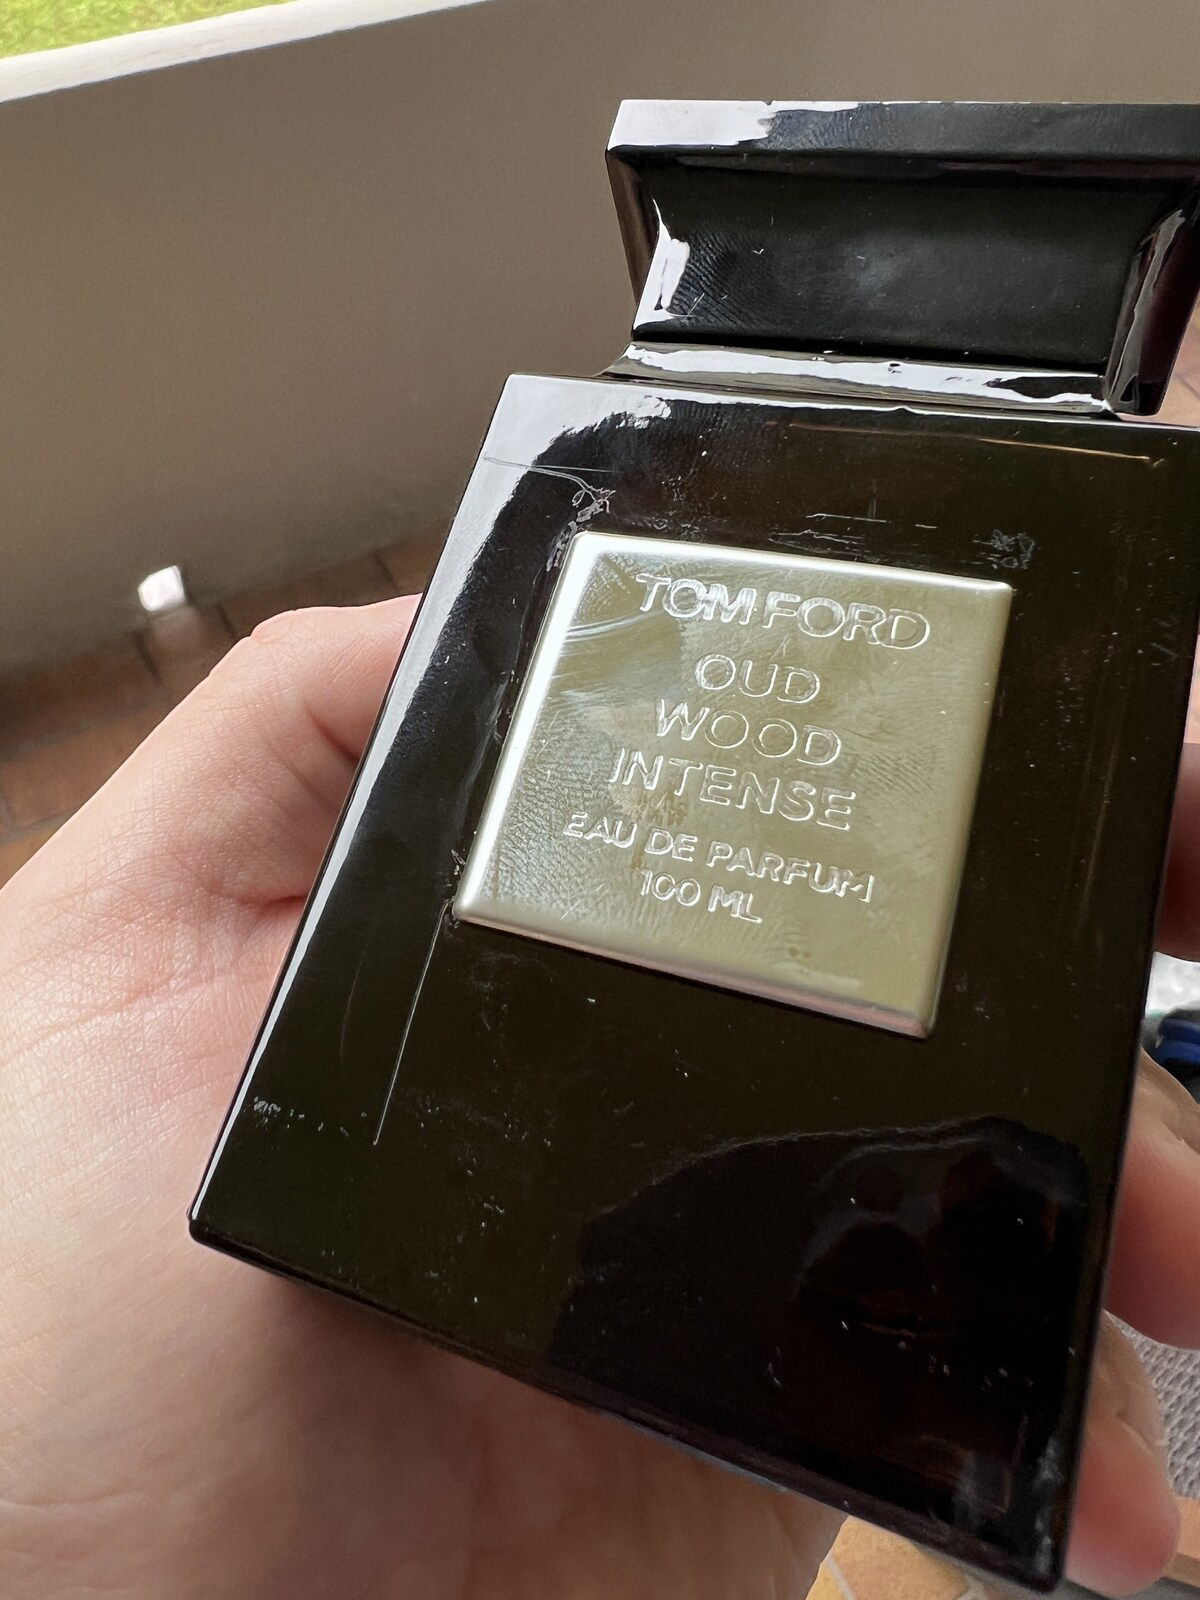 TOM FORD
OUD
WOOD
INTENSE
EAU DE PARFUM
100 ML